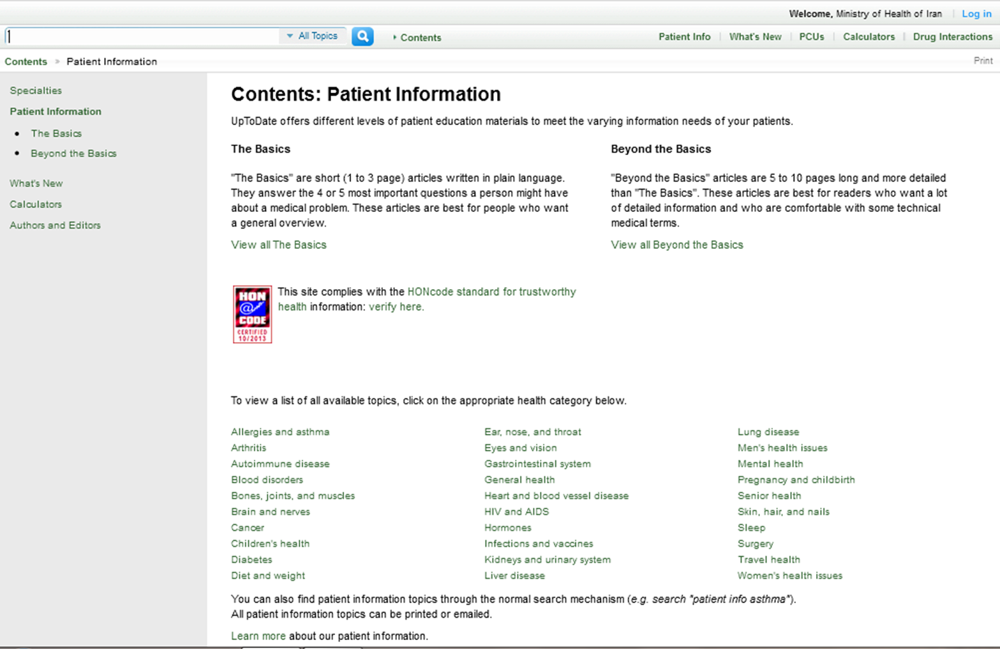 Welcome, Ministry of Health of Iran Log in
All Topics Contents Patient Info What's New PCUs Calculators Drug Interactions
Contents » Patient Information Print
Specialties
Patient Information
• The Basics
• Beyond the Basics
What's New
Calculators
Authors and Editors
Contents: Patient Information
UpToDate offers different levels of patient education materials to meet the varying information needs of your patients.
The Basics
"The Basics" are short (1 to 3 page) articles written in plain language.
They answer the 4 or 5 most important questions a person might have
about a medical problem. These articles are best for people who want
a general overview.
View all The Basics
Beyond the Basics
"Beyond the Basics" articles are 5 to 10 pages long and more detailed
than "The Basics". These articles are best for readers who want a lot
of detailed information and who are comfortable with some technical
medical terms.
View all Beyond the Basics
HON
@
CODE
CERTIFIED
10/2013
This site complies with the HONcode standard for trustworthy
health information: verify here.
To view a list of all available topics, click on the appropriate health category below.
Allergies and asthma
Arthritis
Autoimmune disease
Blood disorders
Bones, joints, and muscles
Brain and nerves
Cancer
Children's health
Diabetes
Diet and weight
Ear, nose, and throat
Eyes and vision
Gastrointestinal system
General health
Heart and blood vessel disease
HIV and AIDS
Hormones
Infections and vaccines
Kidneys and urinary system
Liver disease
Lung disease
Men's health issues
Mental health
Pregnancy and childbirth
Senior health
Skin, hair, and nails
Sleep
Surgery
Travel health
Women's health issues
You can also find patient information topics through the normal search mechanism (e.g. search "patient info asthma").
All patient information topics can be printed or emailed.
Learn more about our patient information.